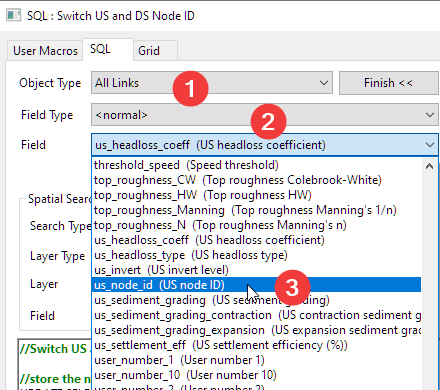 SQL : Switch US and DS Node ID
User Macros SQL Grid
Object Type All Links Finish <<
1
Field Type <normal>
2
Field us_headloss_coeff (US headloss coefficient)
threshold_speed (Speed threshold)
top_roughness_CW (Top roughness Colebrook-White)
top_roughness_HW (Top roughness HW)
top_roughness_Manning (Top roughness Manning's 1/n)
top_roughness_N (Top roughness Manning's n)
us_headloss_coeff (US headloss coefficient)
us_headloss_type (US headloss type)
us_invert (US invert level)
us_node_id (US node ID)
3
us_sediment_grading (US sediment grading)
us_sediment_grading_contraction (US contraction sediment g
us_sediment_grading_expansion (US expansion sediment grad
us_settlement_eff (US settlement efficiency (%))
user_number_1 (User number 1)
user_number_10 (User number 10)
user_number_2 (User number 2)
Spatial Searc
Search Type
Layer Type
Layer
Field
//Switch US a
//store the n